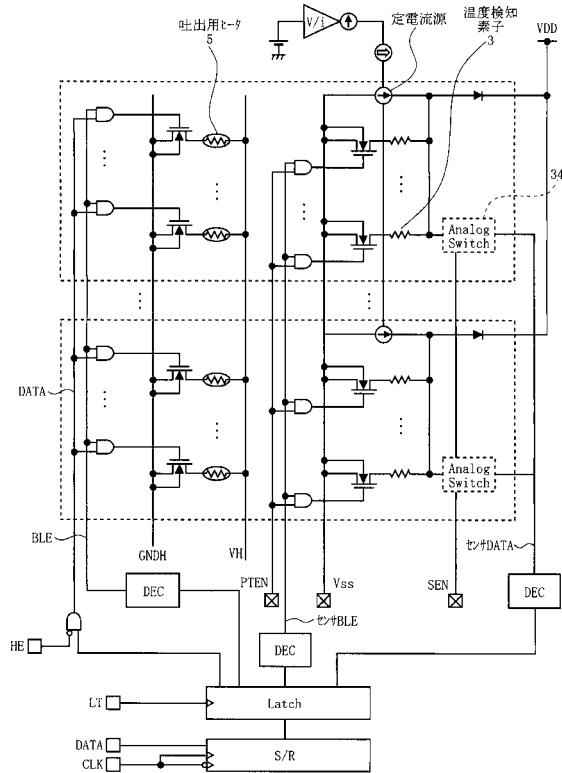 吐出用ヒータ
5
V/i
定電流源
温度検知
素子
3
VDD
34
Analog
Switch
DATA
Analog
Switch
BLE
GNDH
VH
PTEN
Vss
SEN
センサDATA
DEC
センサBLE
DEC
DEC
HE
LT
Latch
DATA
S/R
CLK